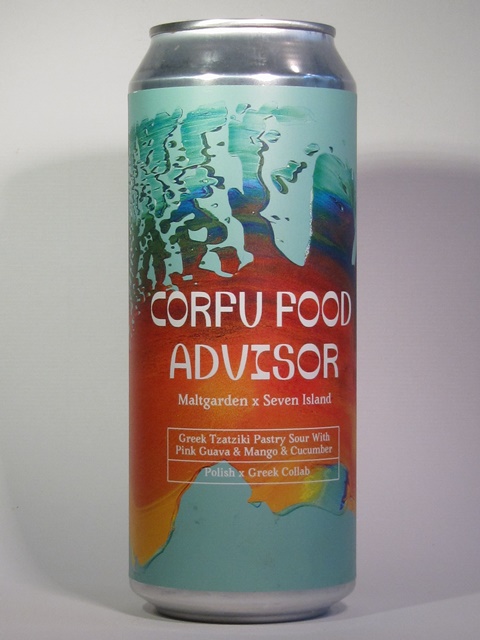 CORFU FOOD
ADVISOR
Maltgarden x Seven Island
Greek Tzatziki Pastry Sour With
Pink Guava & Mango & Cucumber
Polish x Greek Collab